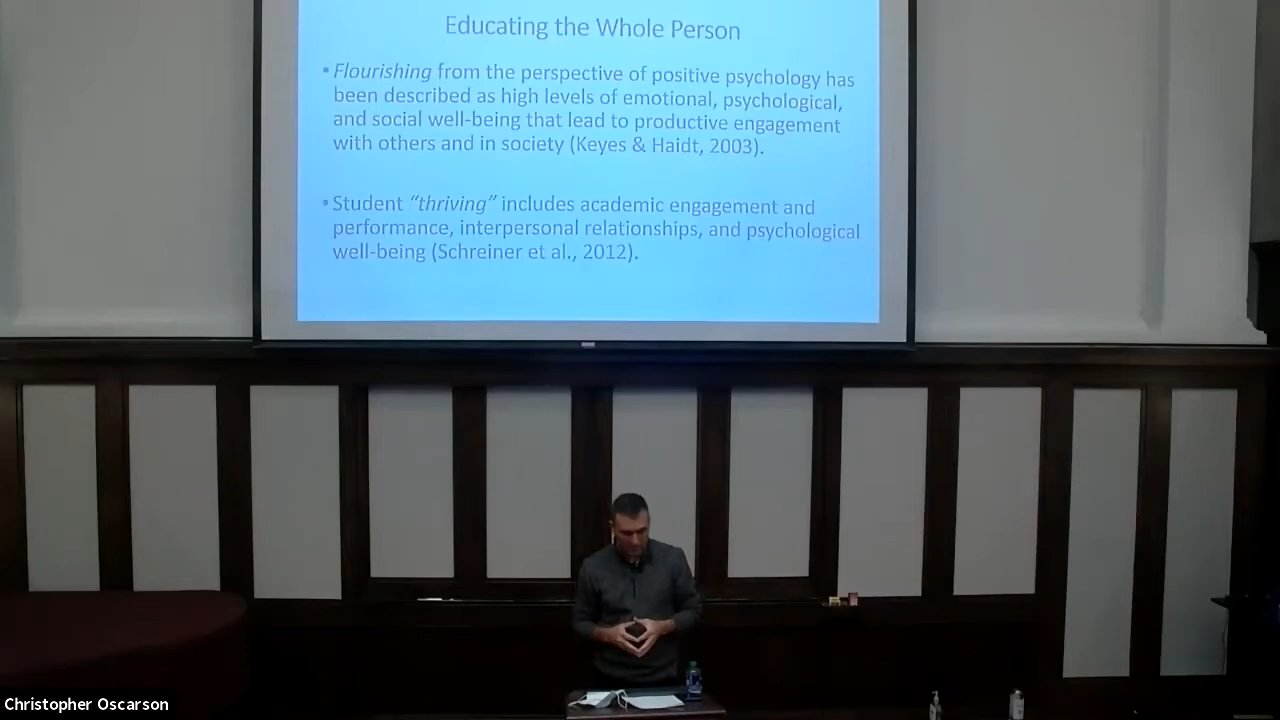 Educating the Whole Person
• Flourishing from the perspective of positive psychology has
been described as high levels of emotional, psychological,
and social well-being that lead to productive engagement
with others and in society (Keyes & Haidt, 2003).
• Student “thriving” includes academic engagement and
performance, interpersonal relationships, and psychological
well-being (Schreiner et al., 2012).
Christopher Oscarson